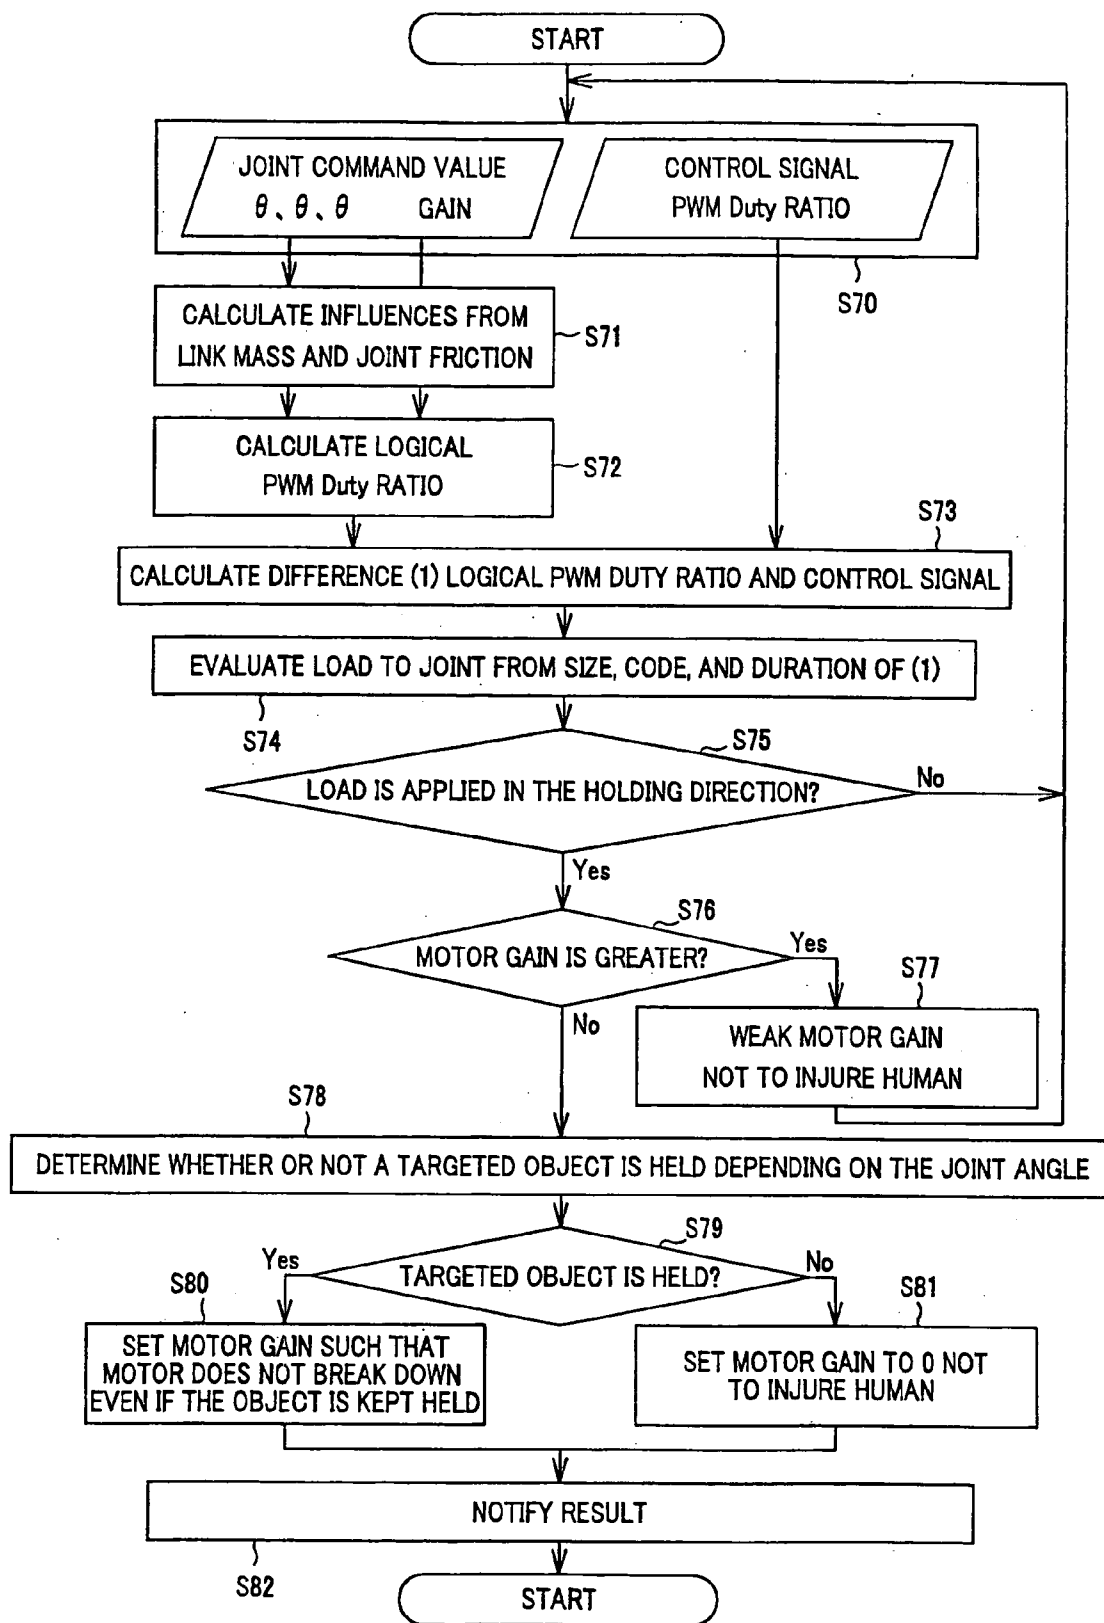 START
JOINT COMMAND VALUE
θ、θ、θ GAIN
CONTROL SIGNAL
PWM Duty RATIO
S70
CALCULATE INFLUENCES FROM
LINK MASS AND JOINT FRICTION
S71
CALCULATE LOGICAL
PWM Duty RATIO
S72
S73
CALCULATE DIFFERENCE (1) LOGICAL PWM DUTY RATIO AND CONTROL SIGNAL
EVALUATE LOAD TO JOINT FROM SIZE, CODE, AND DURATION OF (1)
S74
S75
LOAD IS APPLIED IN THE HOLDING DIRECTION?
No
Yes
S76
MOTOR GAIN IS GREATER?
Yes
No
S77
WEAK MOTOR GAIN
NOT TO INJURE HUMAN
S78
DETERMINE WHETHER OR NOT A TARGETED OBJECT IS HELD DEPENDING ON THE JOINT ANGLE
S79
TARGETED OBJECT IS HELD?
Yes
No
S80
SET MOTOR GAIN SUCH THAT
MOTOR DOES NOT BREAK DOWN
EVEN IF THE OBJECT IS KEPT HELD
S81
SET MOTOR GAIN TO 0 NOT
TO INJURE HUMAN
NOTIFY RESULT
S82
START